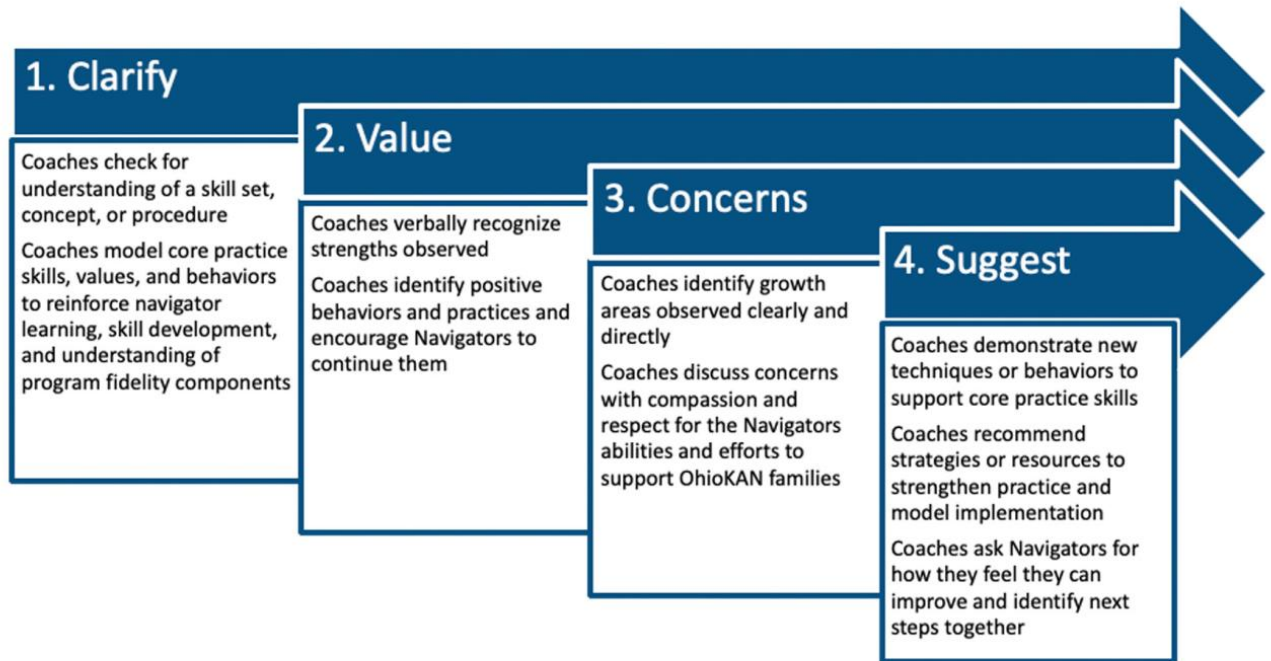 1. Clarify
Coaches check for
understanding of a skill set,
concept, or procedure
Coaches model core practice
skills, values, and behaviors
to reinforce navigator
learning, skill development,
and understanding of
program fidelity components
2. Value
Coaches verbally recognize
strengths observed
Coaches identify positive
behaviors and practices and
encourage Navigators to
continue them
3. Concerns
Coaches identify growth
areas observed clearly and
directly
Coaches discuss concerns
with compassion and
respect for the Navigators
abilities and efforts to
support OhioKAN families
4. Suggest
Coaches demonstrate new
techniques or behaviors to
support core practice skills
Coaches recommend
strategies or resources to
strengthen practice and
model implementation
Coaches ask Navigators for
how they feel they can
improve and identify next
steps together